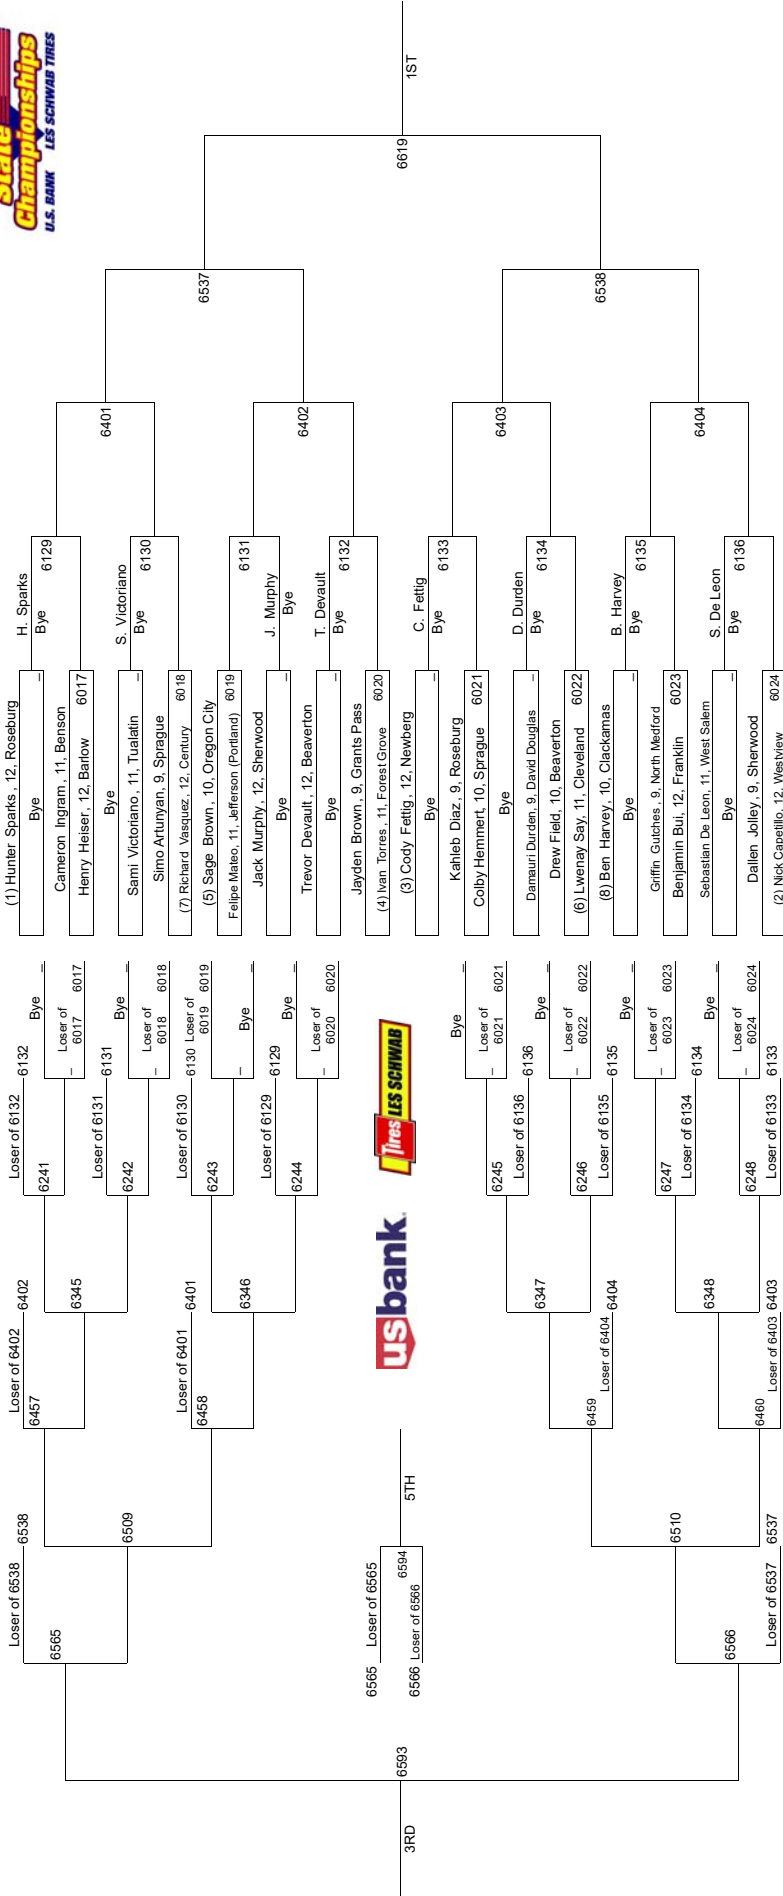 State
Championships
U.S. BANK LES SCHWAB TIRES
(1) Hunter Sparks , 12, Roseburg
Bye
–
H. Sparks
Bye
6129
Cameron Ingram , 11, Benson
Henry Heiser, 12, Barlow
6017
6401
Bye
Sami Victoriano, 11, Tualatin
–
S. Victoriano
Bye
6130
Simo Artunyan, 9, Sprague
(7) Richard Vasquez, 12, Century
6018
6537
(5) Sage Brown , 10, Oregon City
Felipe Mateo, 11, Jefferson (Portland)
6019
6131
Jack Murphy , 12, Sherwood
Bye
–
J. Murphy
Bye
6402
Trevor Devault, 12, Beaverton
Bye
–
T. Devault
Bye
6132
Jayden Brown , 9, Grants Pass
(4) Ivan Torres , 11, Forest Grove
6020
6619
1ST
(3) Cody Fettig , 12, Newberg
Bye
–
C. Fettig
Bye
6133
Kahleb Diaz , 9, Roseburg
Colby Hemmert, 10, Sprague
6021
6403
Bye
Damauri Durden, 9, David Douglas
–
D. Durden
Bye
6134
Drew Field, 10, Beaverton
(6) Lwenay Say, 11, Cleveland
6022
6538
(8) Ben Harvey, 10, Clackamas
Bye
–
B. Harvey
Bye
6135
Griffin Gutches , 9, North Medford
Benjamin Bui, 12, Franklin
6023
6404
Sebastian De Leon, 11, West Salem
Bye
–
S. De Leon
Bye
6136
Dallen Jolley , 9, Sherwood
(2) Nick Capetillo, 12, Westview
6024
Loser of 6538
6538
Loser of 6402
6402
Loser of 6132
6132
Bye –
6565
6457
6241
–
Loser of
6017
6017
6345
Loser of 6131
6131
Bye –
6509
6242
–
Loser of
6018
6018
Loser of 6401
6401
Loser of 6130
6130
Loser of
6019
6019
6458
6243
–
Bye –
6346
Loser of 6129
6129
Bye –
6244
–
Loser of
6020
6020
6565 Loser of 6565
usbank
Tires LES SCHWAB
3RD
6593
6594
5TH
6566 Loser of 6566
Bye –
6245
–
Loser of
6021
6021
6347
Loser of 6136
6136
Bye –
6459
6246
–
Loser of
6022
6022
Loser of 6404
6404
Loser of 6135
6135
Bye –
6510
6247
–
Loser of
6023
6023
6348
Loser of 6134
6134
Bye –
6566
6460
6248
–
Loser of
6024
6024
Loser of 6537
6537
Loser of 6403
6403
Loser of 6133
6133